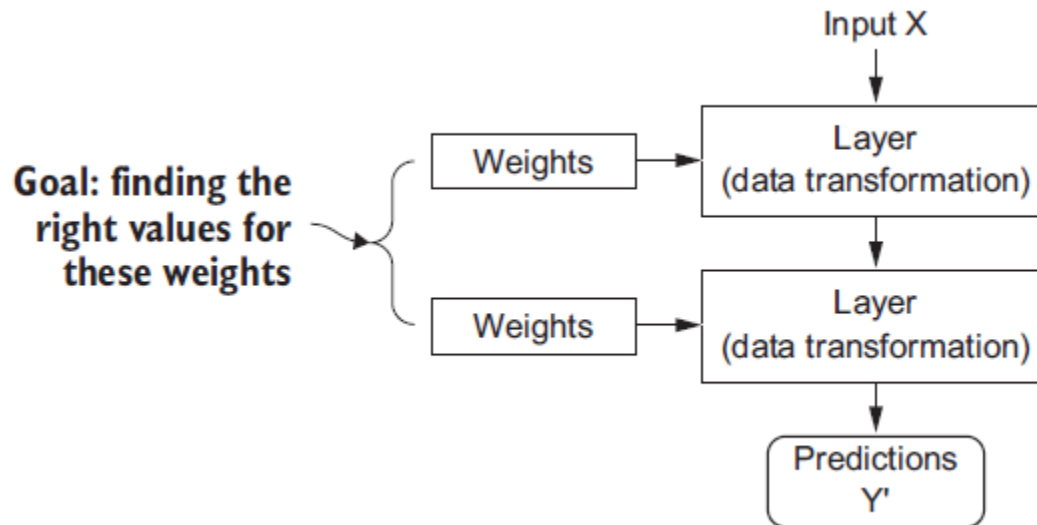 Input X
Layer
(data transformation)
Weights
Goal: finding the
right values for
these weights
Layer
(data transformation)
Weights
Predictions
Y'